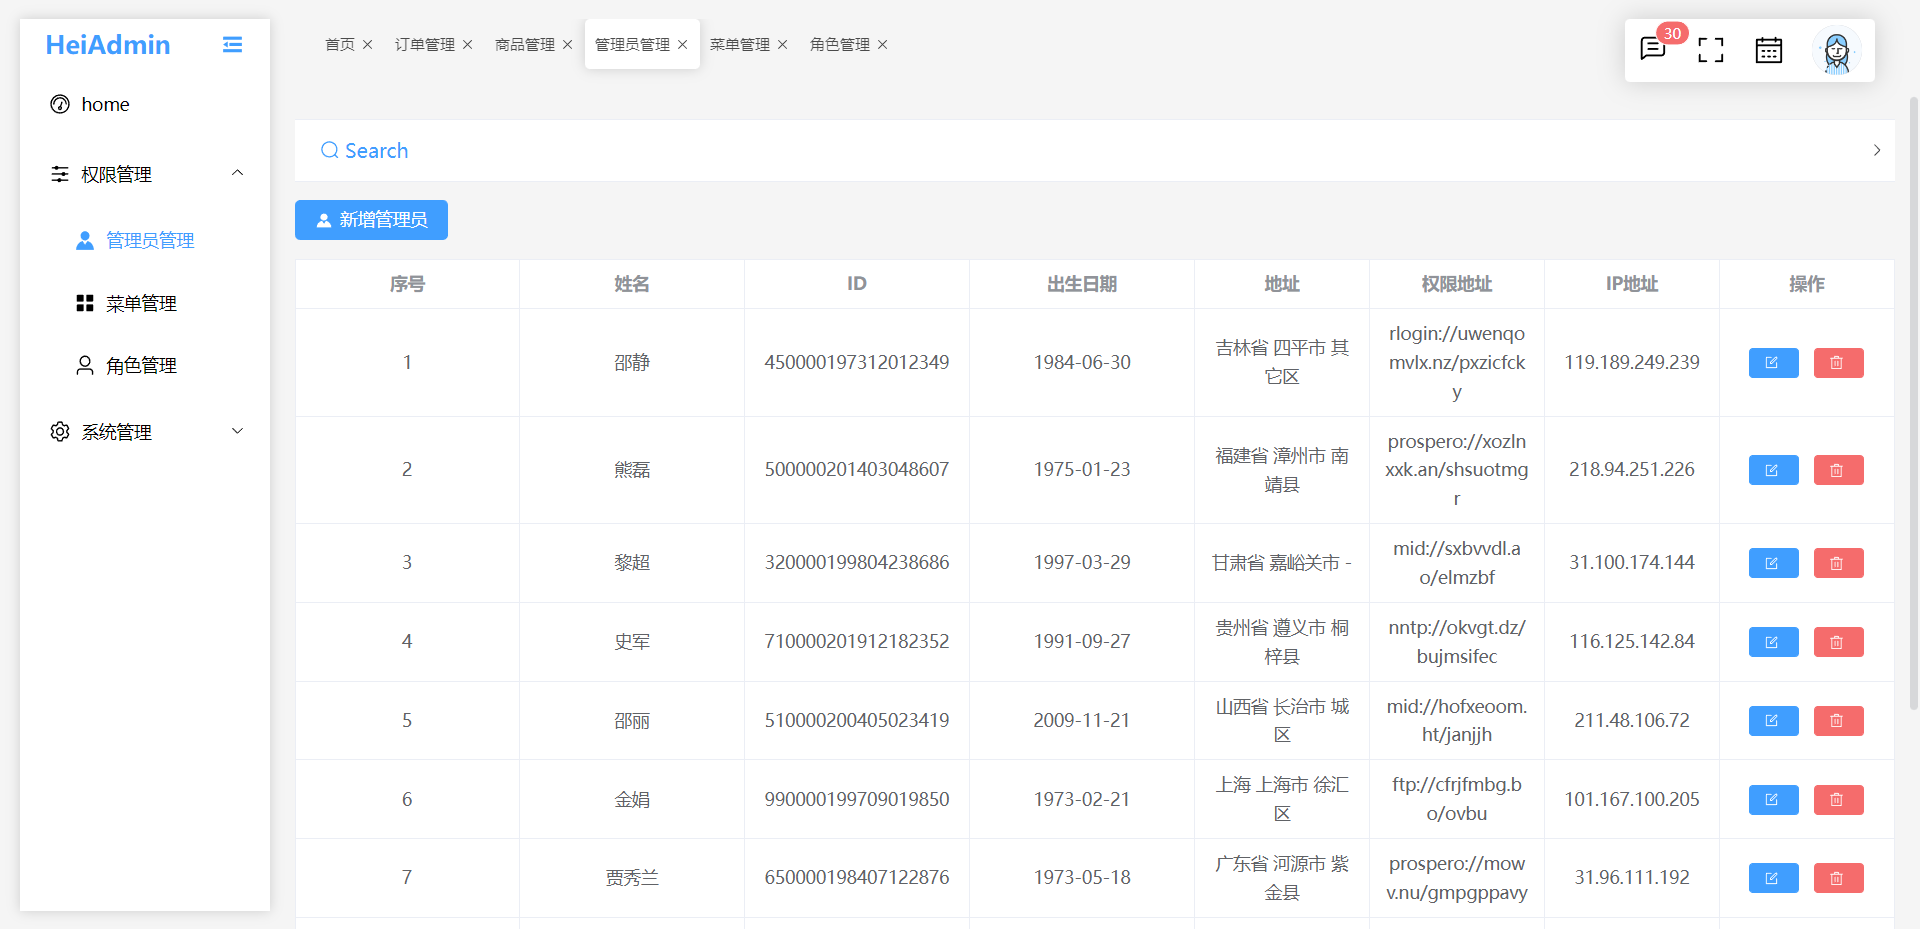 HeiAdmin
home
权限管理
管理员管理
菜单管理
角色管理
系统管理
首页 订单管理 商品管理 管理员管理 菜单管理 角色管理
30
Search
新增管理员
序号 姓名 ID 出生日期 地址 权限地址 IP地址 操作
1 邵静 450000197312012349 1984-06-30 吉林省 四平市 其它区 rlogin://uwenqomvlx.nz/pxzicfcky 119.189.249.239
2 熊磊 500000201403048607 1975-01-23 福建省 漳州市 南靖县 prospero://xozlnxxk.an/shsuotmgr 218.94.251.226
3 黎超 320000199804238686 1997-03-29 甘肃省 嘉峪关市 - mid://sxbvvdl.ao/elmzbf 31.100.174.144
4 史军 710000201912182352 1991-09-27 贵州省 遵义市 桐梓县 nntp://okvgt.dz/bujmsifec 116.125.142.84
5 邵丽 510000200405023419 2009-11-21 山西省 长治市 城区 mid://hofxeoom.ht/janjjh 211.48.106.72
6 金娟 990000199709019850 1973-02-21 上海 上海市 徐汇区 ftp://cfrjfmbg.bo/ovbu 101.167.100.205
7 贾秀兰 650000198407122876 1973-05-18 广东省 河源市 紫金县 prospero://mowv.nu/gmpgppavy 31.96.111.192